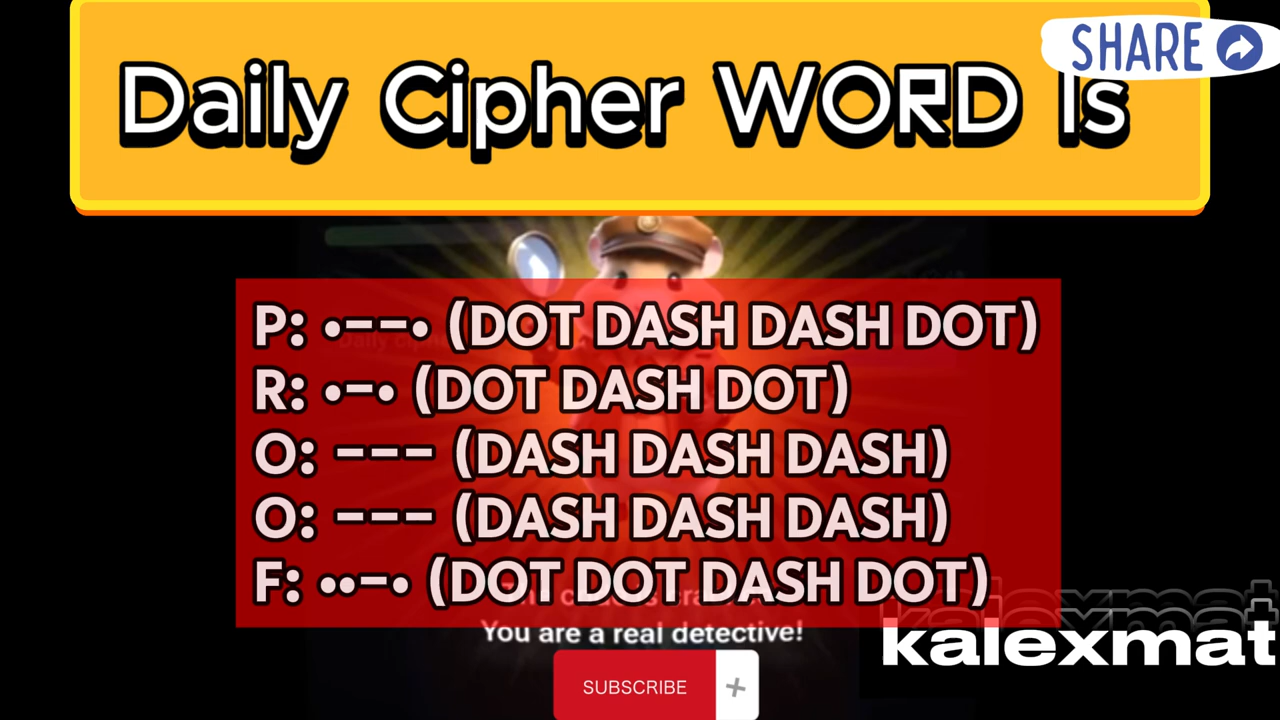 SHARE
Daily Cipher WORD Is
P: •−−• (DOT DASH DASH DOT)
R: •−• (DOT DASH DOT)
O: −−− (DASH DASH DASH)
O: −−− (DASH DASH DASH)
F: ••−• (DOT DOT DASH DOT)
You are a real detective!
kalexmat
SUBSCRIBE